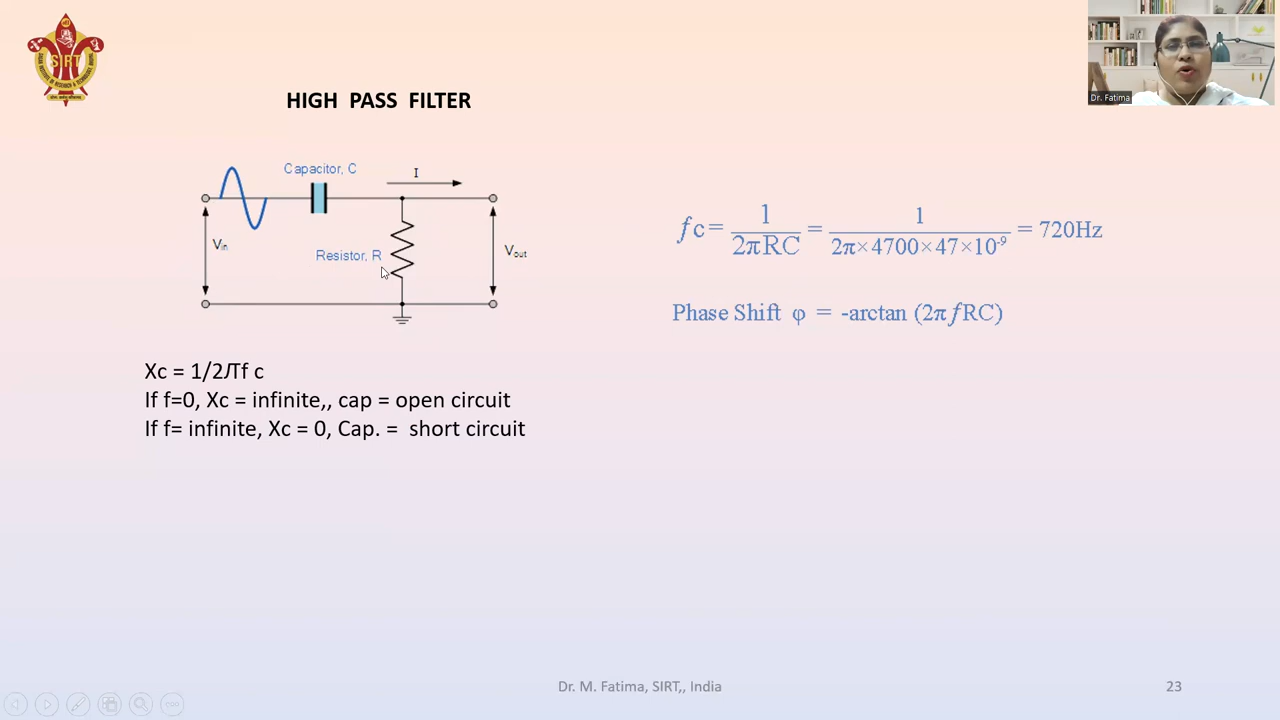 SIRT
Dr. Fatima
HIGH PASS FILTER
Capacitor, C
I
Vin
Resistor, R
Vout
fc = 1/2πRC = 1/2π×4700×47×10⁻⁹ = 720Hz
Phase Shift φ = -arctan (2πfRC)
Xc = 1/2Лf c
If f=0, Xc = infinite,, cap = open circuit
If f= infinite, Xc = 0, Cap. = short circuit
Dr. M. Fatima, SIRT,, India
23